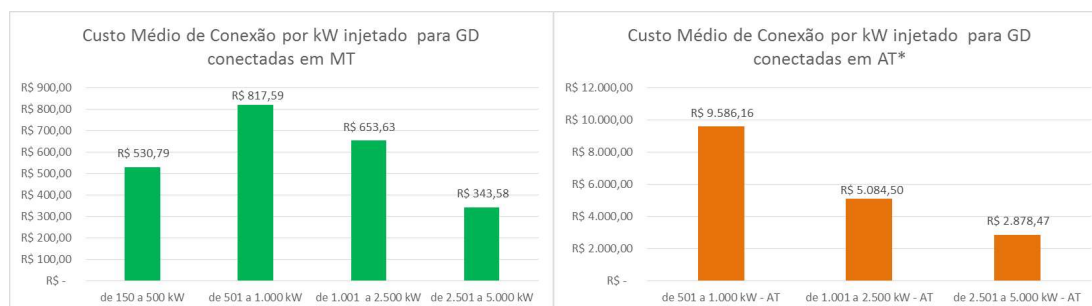 Custo Médio de Conexão por kW injetado para GD
conectadas em MT
R$ 900,00
R$ 800,00
R$ 700,00
R$ 600,00
R$ 500,00
R$ 400,00
R$ 300,00
R$ 200,00
R$ 100,00
R$ -
R$ 530,79
R$ 817,59
R$ 653,63
R$ 343,58
de 150 a 500 kW
de 501 a 1.000 kW
de 1.001 a 2.500 kW
de 2.501 a 5.000 kW
Custo Médio de Conexão por kW injetado para GD
conectadas em AT*
R$ 12.000,00
R$ 10.000,00
R$ 8.000,00
R$ 6.000,00
R$ 4.000,00
R$ 2.000,00
R$ -
R$ 9.586,16
R$ 5.084,50
R$ 2.878,47
de 501 a 1.000 kW - AT
de 1.001 a 2.500 kW - AT
de 2.501 a 5.000 kW - AT